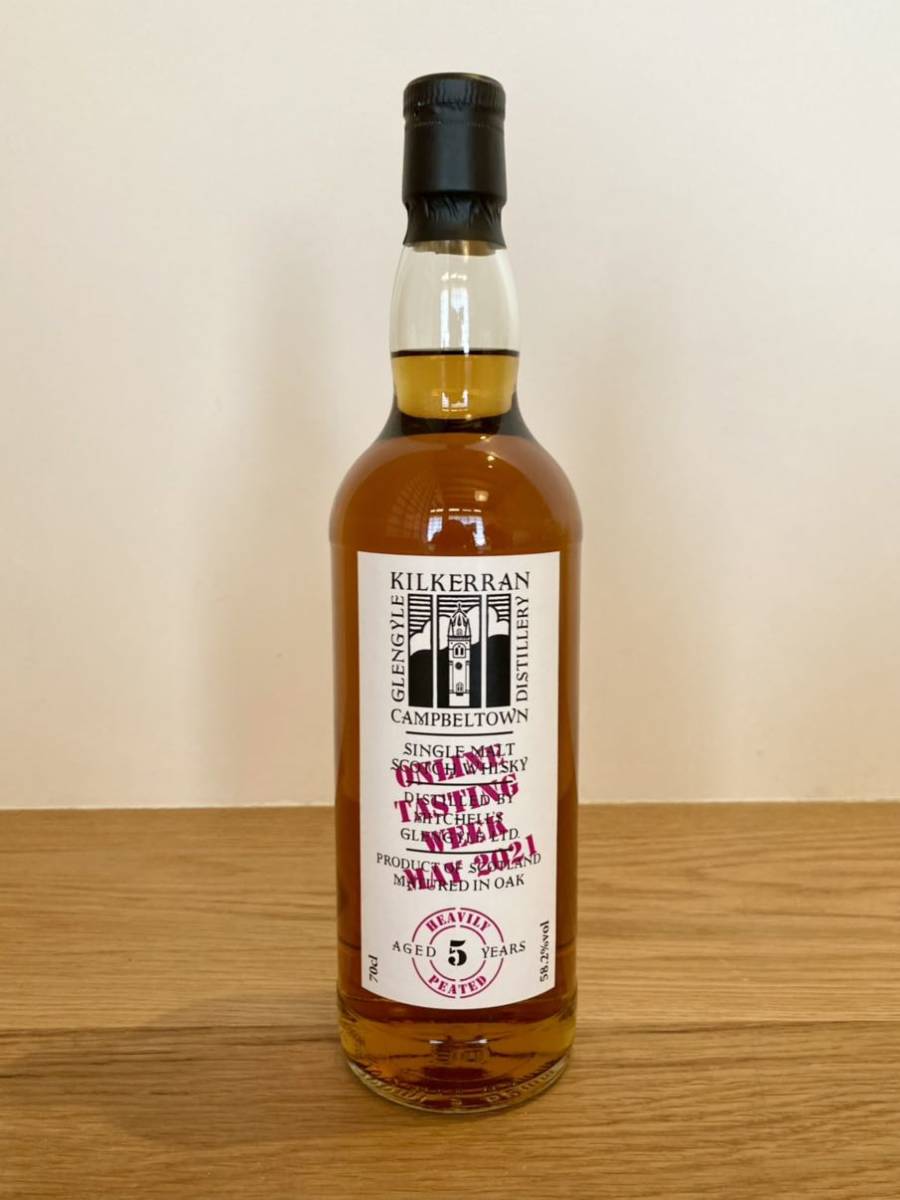 KILKERRAN
GLENGYLE
DISTILLERY
CAMPBELTOWN
SINGLE MALT
SCOTCH WHISKY
DISTILLED BY
MITCHELL'S
GLENGYLE LTD.
PRODUCT OF SCOTLAND
MATURED IN OAK
ONLINE
TASTING
WEEK
MAY 2021
HEAVILY
AGED 5 YEARS
PEATED
70cl
58.2%vol